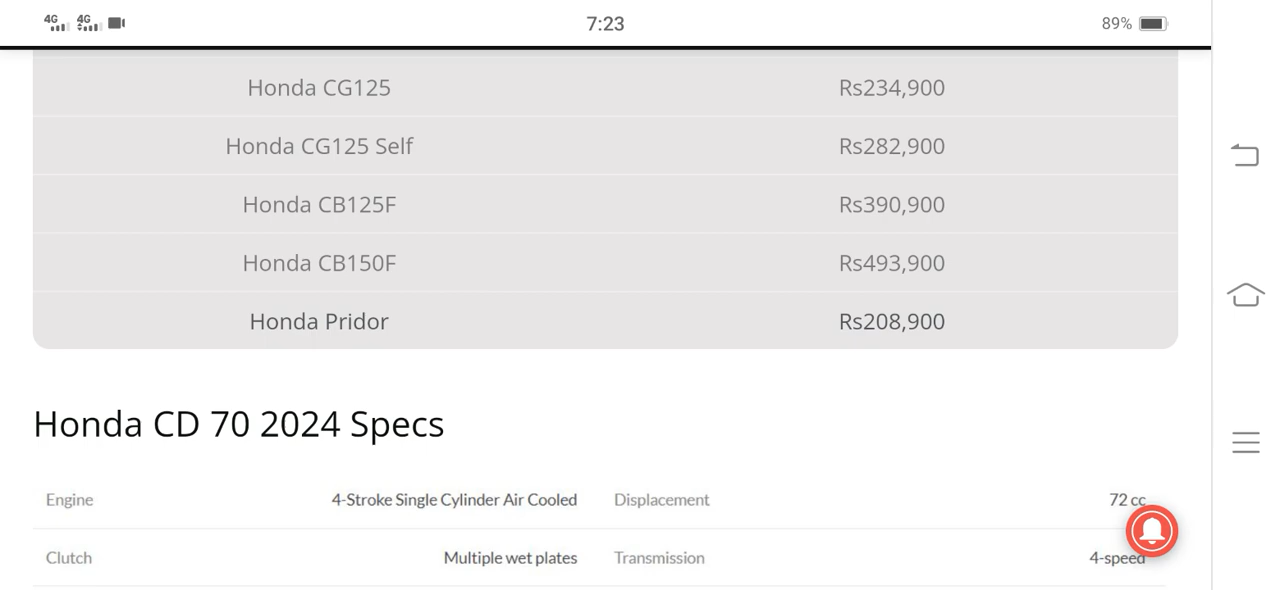 4G 4G 7:23 89%
Honda CG125 Rs234,900
Honda CG125 Self Rs282,900
Honda CB125F Rs390,900
Honda CB150F Rs493,900
Honda Pridor Rs208,900
Honda CD 70 2024 Specs
Engine 4-Stroke Single Cylinder Air Cooled Displacement 72 cc
Clutch Multiple wet plates Transmission 4-speed